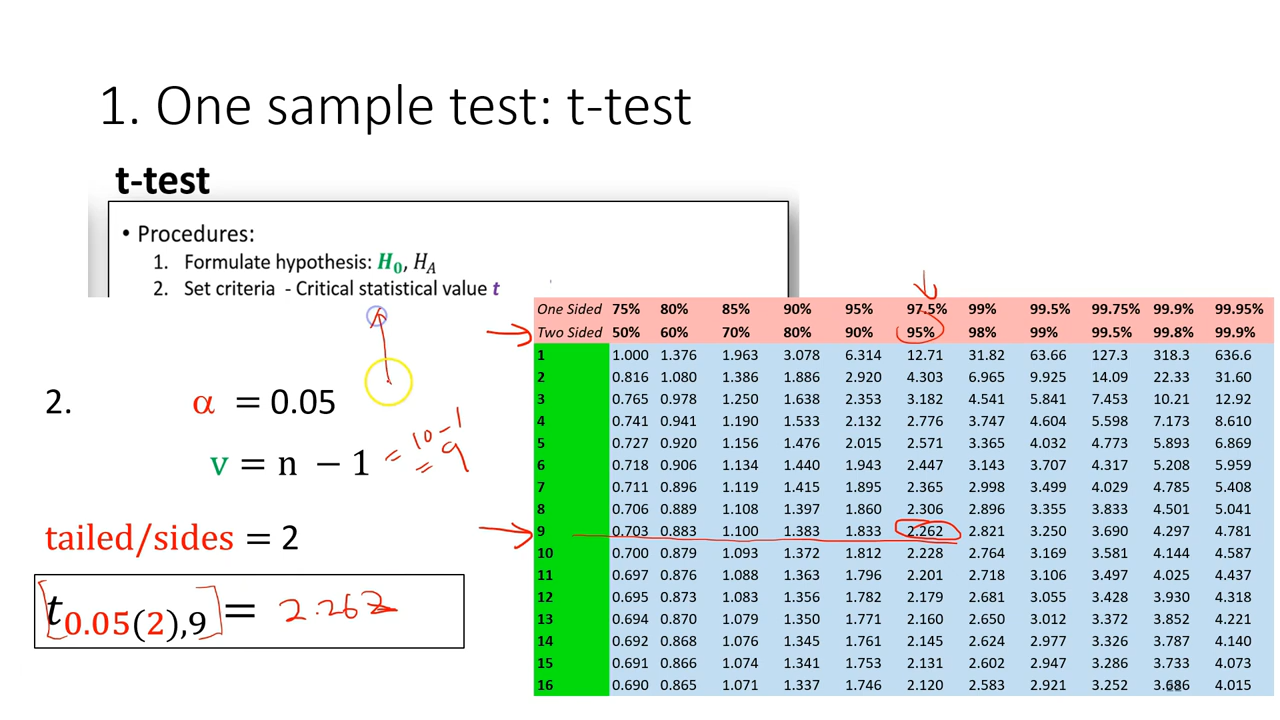 1. One sample test: t-test
t-test
• Procedures:
1. Formulate hypothesis: H₀, H_A
2. Set criteria - Critical statistical value t
2. α = 0.05
v = n − 1 = 10 − 1
= 9
tailed/sides = 2
t0.05(2),9 = 2.262
One Sided 75% 80% 85% 90% 95% 97.5% 99% 99.5% 99.75% 99.9% 99.95%
Two Sided 50% 60% 70% 80% 90% 95% 98% 99% 99.5% 99.8% 99.9%
1 1.000 1.376 1.963 3.078 6.314 12.71 31.82 63.66 127.3 318.3 636.6
2 0.816 1.080 1.386 1.886 2.920 4.303 6.965 9.925 14.09 22.33 31.60
3 0.765 0.978 1.250 1.638 2.353 3.182 4.541 5.841 7.453 10.21 12.92
4 0.741 0.941 1.190 1.533 2.132 2.776 3.747 4.604 5.598 7.173 8.610
5 0.727 0.920 1.156 1.476 2.015 2.571 3.365 4.032 4.773 5.893 6.869
6 0.718 0.906 1.134 1.440 1.943 2.447 3.143 3.707 4.317 5.208 5.959
7 0.711 0.896 1.119 1.415 1.895 2.365 2.998 3.499 4.029 4.785 5.408
8 0.706 0.889 1.108 1.397 1.860 2.306 2.896 3.355 3.833 4.501 5.041
9 0.703 0.883 1.100 1.383 1.833 2.262 2.821 3.250 3.690 4.297 4.781
10 0.700 0.879 1.093 1.372 1.812 2.228 2.764 3.169 3.581 4.144 4.587
11 0.697 0.876 1.088 1.363 1.796 2.201 2.718 3.106 3.497 4.025 4.437
12 0.695 0.873 1.083 1.356 1.782 2.179 2.681 3.055 3.428 3.930 4.318
13 0.694 0.870 1.079 1.350 1.771 2.160 2.650 3.012 3.372 3.852 4.221
14 0.692 0.868 1.076 1.345 1.761 2.145 2.624 2.977 3.326 3.787 4.140
15 0.691 0.866 1.074 1.341 1.753 2.131 2.602 2.947 3.286 3.733 4.073
16 0.690 0.865 1.071 1.337 1.746 2.120 2.583 2.921 3.252 3.686 4.015